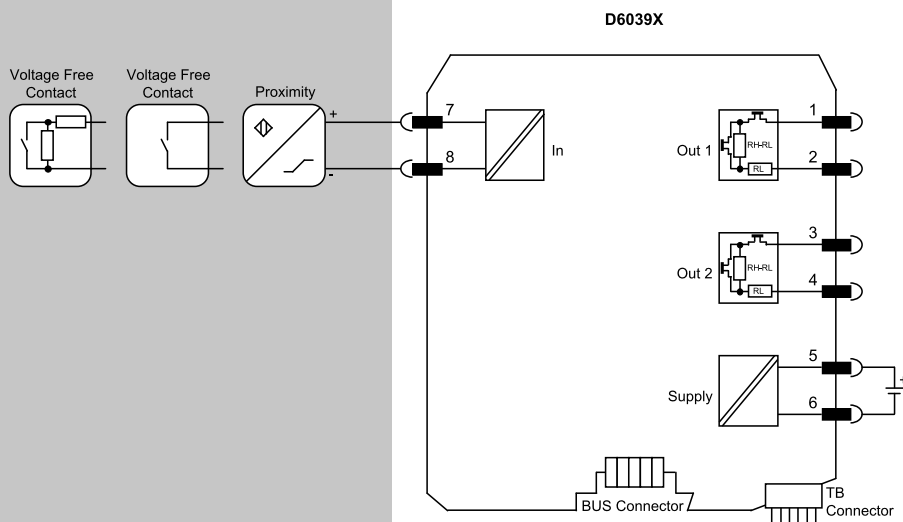 D6039X
Voltage Free
Contact
Voltage Free
Contact
Proximity
+
-
7
8
In
Out 1
RH-RL
RL
1
2
Out 2
RH-RL
RL
3
4
Supply
5
6
+
BUS Connector
TB
Connector